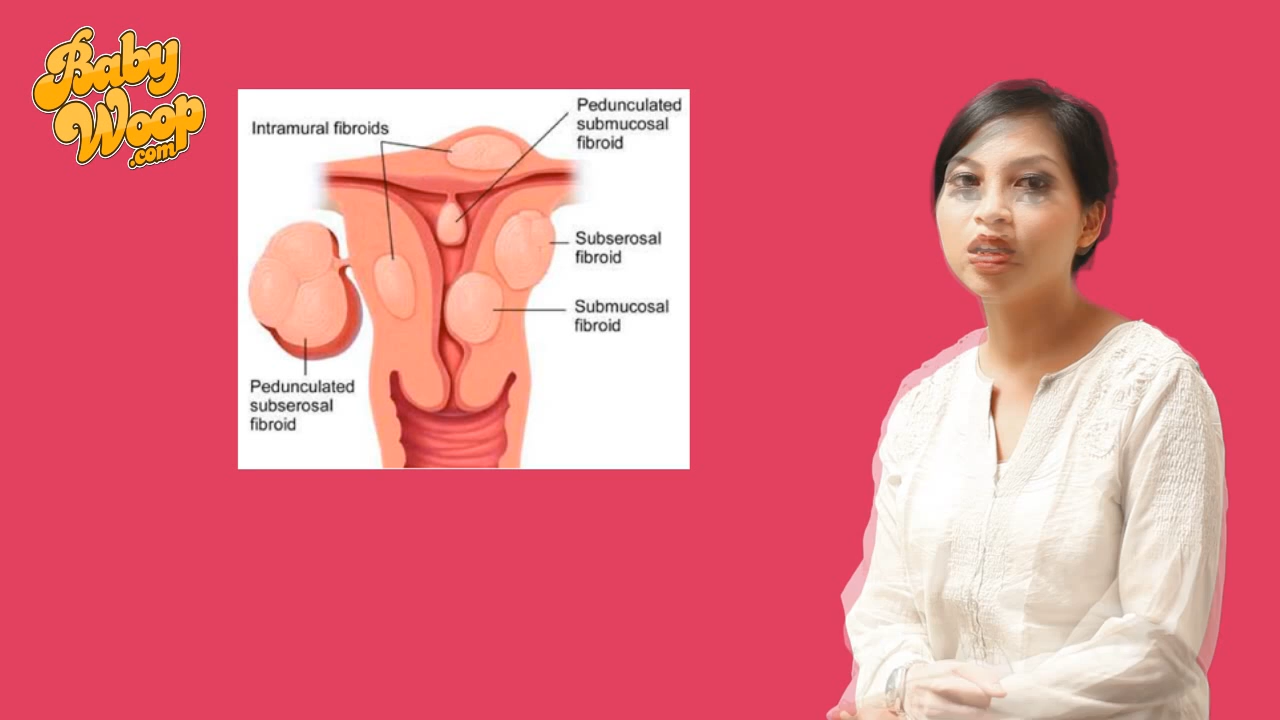 Baby
Woop
.com
Intramural fibroids
Pedunculated
submucosal
fibroid
Subserosal
fibroid
Submucosal
fibroid
Pedunculated
subserosal
fibroid